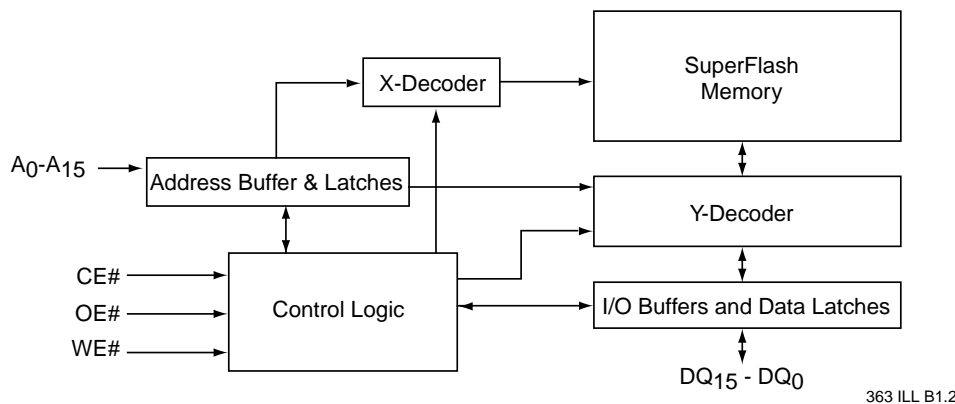 SuperFlash
Memory
X-Decoder
A0-A15
Address Buffer & Latches
Y-Decoder
CE#
OE#
WE#
Control Logic
I/O Buffers and Data Latches
DQ15 - DQ0
363 ILL B1.2